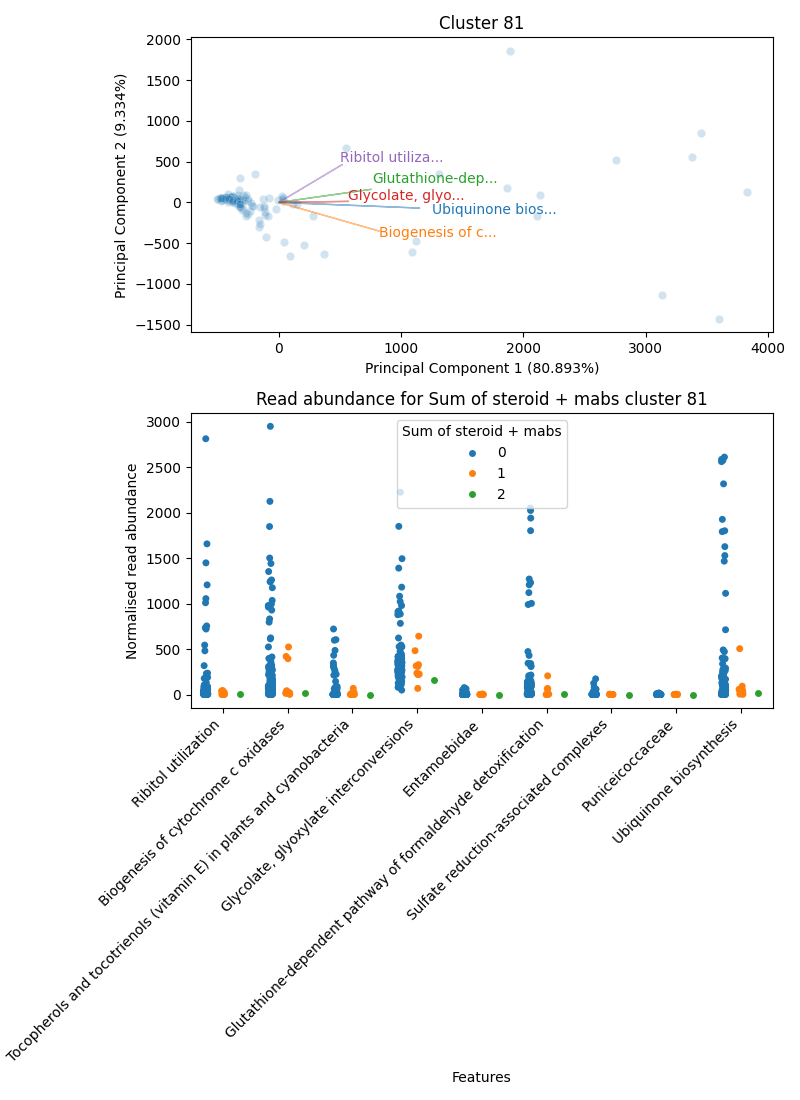 Cluster 81
2000
1500
1000
500
0
−500
−1000
−1500
Principal Component 2 (9.334%)
Ribitol utiliza...
Glutathione-dep...
Glycolate, glyo...
Ubiquinone bios...
Biogenesis of c...
0
1000
2000
3000
4000
Principal Component 1 (80.893%)
Read abundance for Sum of steroid + mabs cluster 81
3000
2500
2000
1500
1000
500
0
Normalised read abundance
Sum of steroid + mabs
0
1
2
Ribitol utilization
Biogenesis of cytochrome c oxidases
Tocopherols and tocotrienols (vitamin E) in plants and cyanobacteria
Glycolate, glyoxylate interconversions
Entamoebidae
Glutathione-dependent pathway of formaldehyde detoxification
Sulfate reduction-associated complexes
Puniceicoccaceae
Ubiquinone biosynthesis
Features